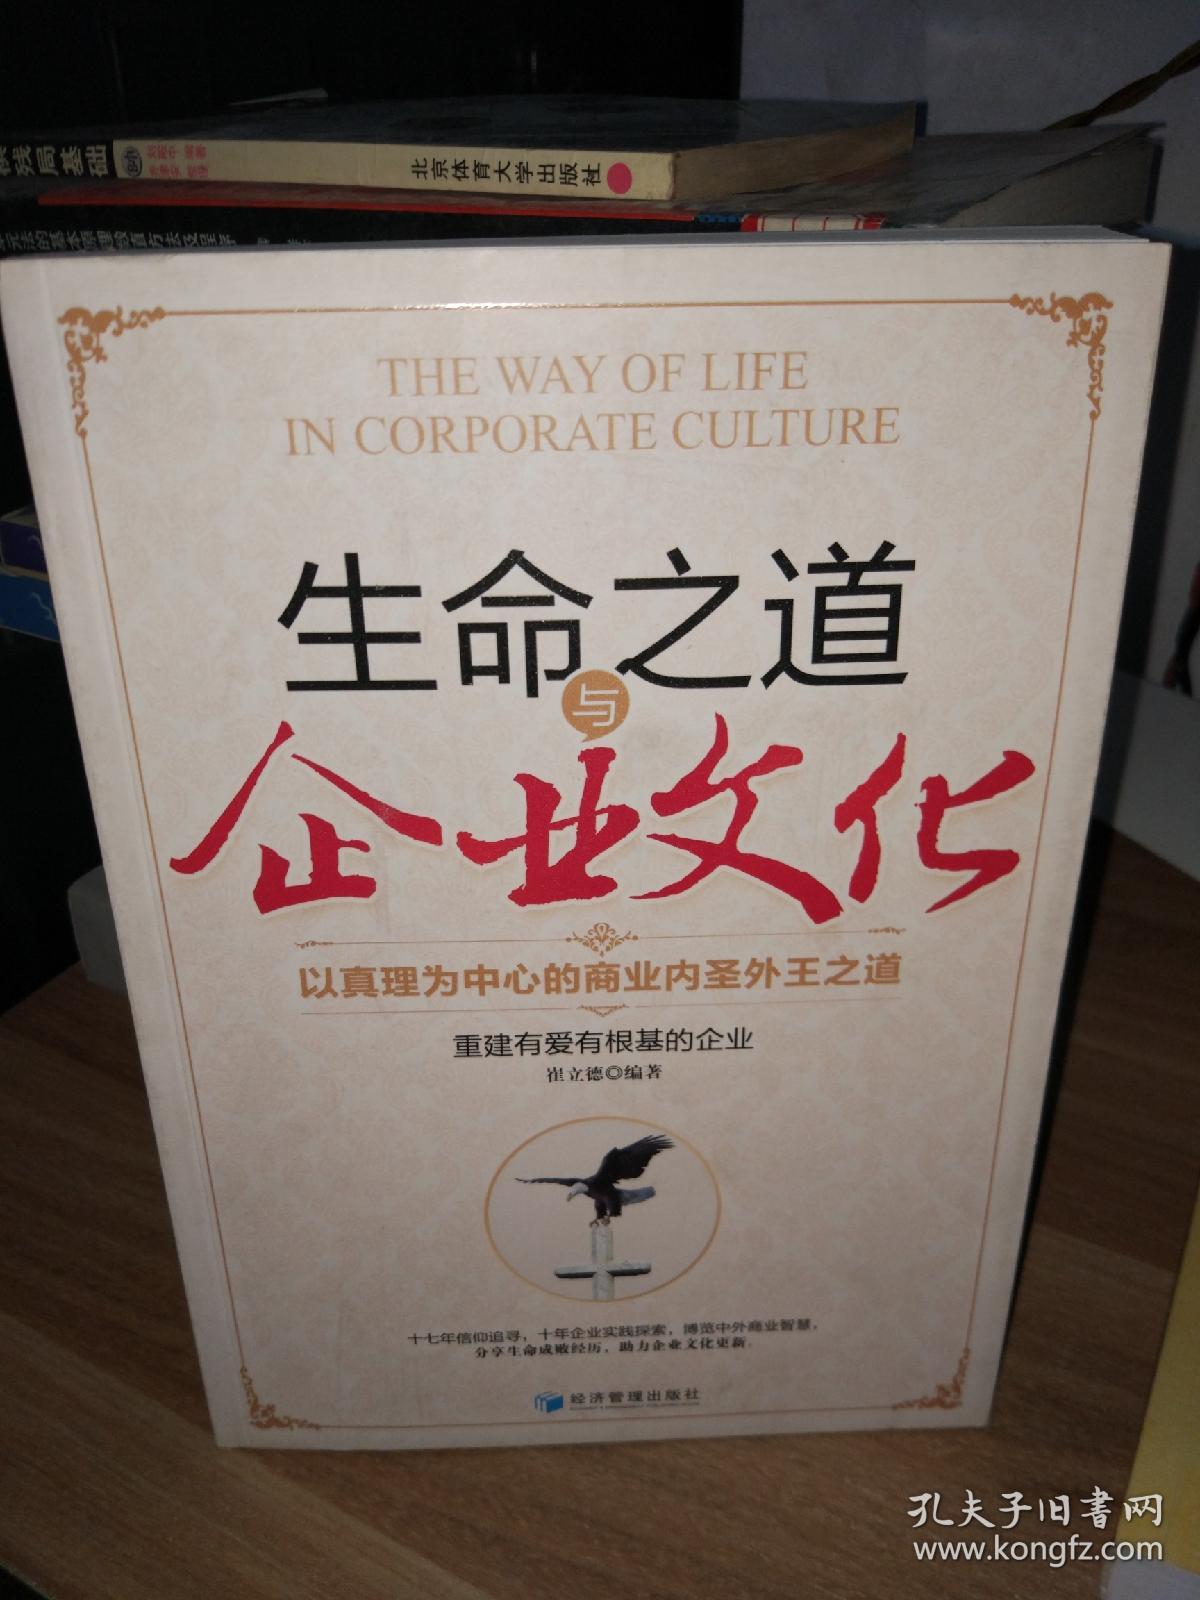 残局基础
北京体育大学出版社
THE WAY OF LIFE
IN CORPORATE CULTURE
生命之道
与
企业文化
以真理为中心的商业内圣外王之道
重建有爱有根基的企业
崔立德◎编著
十七年信仰追寻，十年企业实践探索，博览中外商业智慧，
分享生命成败经历，助力企业文化更新。
经济管理出版社
孔夫子旧书网
www.kongfz.com